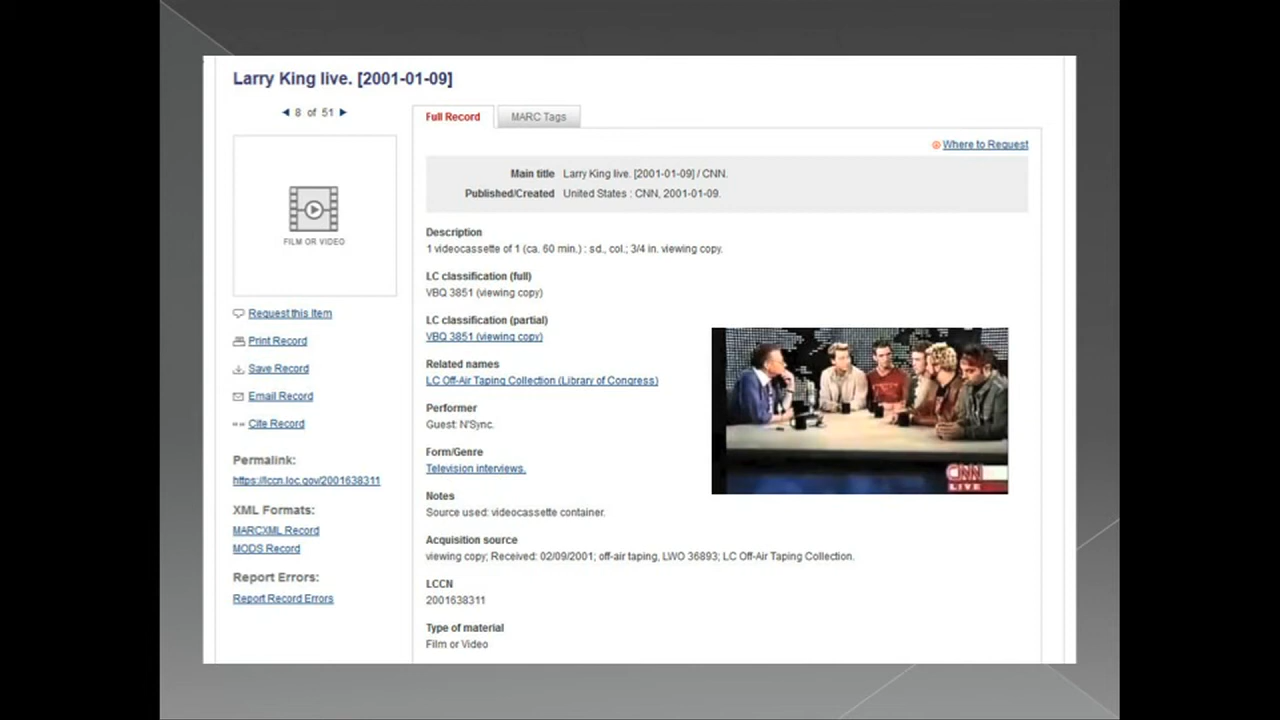 Larry King live. [2001-01-09]
◄ 8 of 51 ►
Full Record
MARC Tags
Where to Request
Main title Larry King live. [2001-01-09] / CNN.
Published/Created United States : CNN, 2001-01-09.
FILM OR VIDEO
Request this Item
Print Record
Save Record
Email Record
Cite Record
Permalink:
https://lccn.loc.gov/2001638311
XML Formats:
MARCXML Record
MODS Record
Report Errors:
Report Record Errors
Description
1 videocassette of 1 (ca. 60 min.) : sd., col.; 3/4 in. viewing copy.
LC classification (full)
VBQ 3851 (viewing copy)
LC classification (partial)
VBQ 3851 (viewing copy)
Related names
LC Off-Air Taping Collection (Library of Congress)
Performer
Guest: N'Sync.
Form/Genre
Television interviews.
Notes
Source used: videocassette container.
Acquisition source
viewing copy; Received: 02/09/2001; off-air taping, LWO 36893; LC Off-Air Taping Collection.
LCCN
2001638311
Type of material
Film or Video
CNN
LIVE